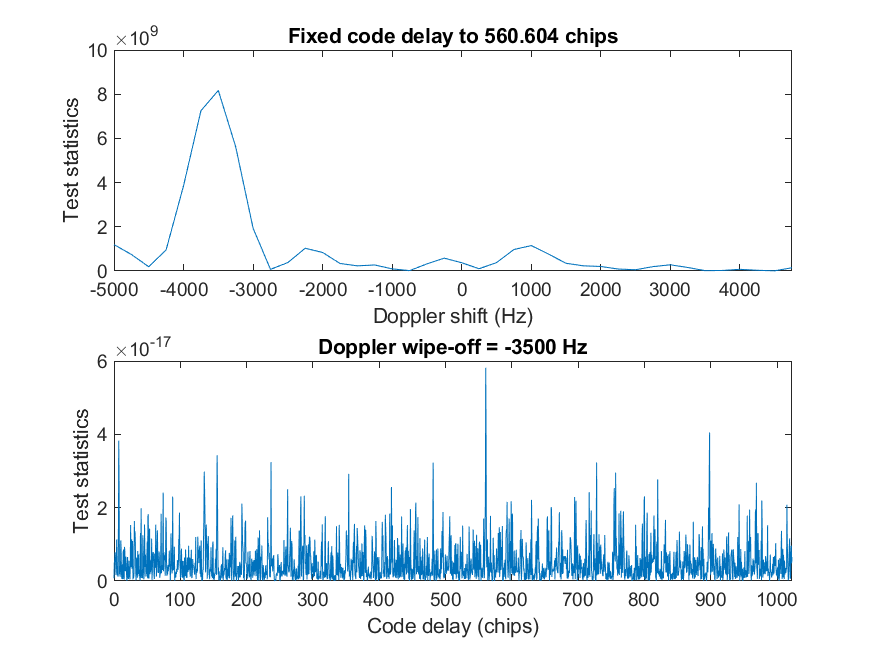 ×10^9
Fixed code delay to 560.604 chips
10
8
6
4
2
0
Test statistics
-5000 -4000 -3000 -2000 -1000 0 1000 2000 3000 4000
Doppler shift (Hz)
×10^-17
Doppler wipe-off = -3500 Hz
6
4
2
0
Test statistics
0 100 200 300 400 500 600 700 800 900 1000
Code delay (chips)